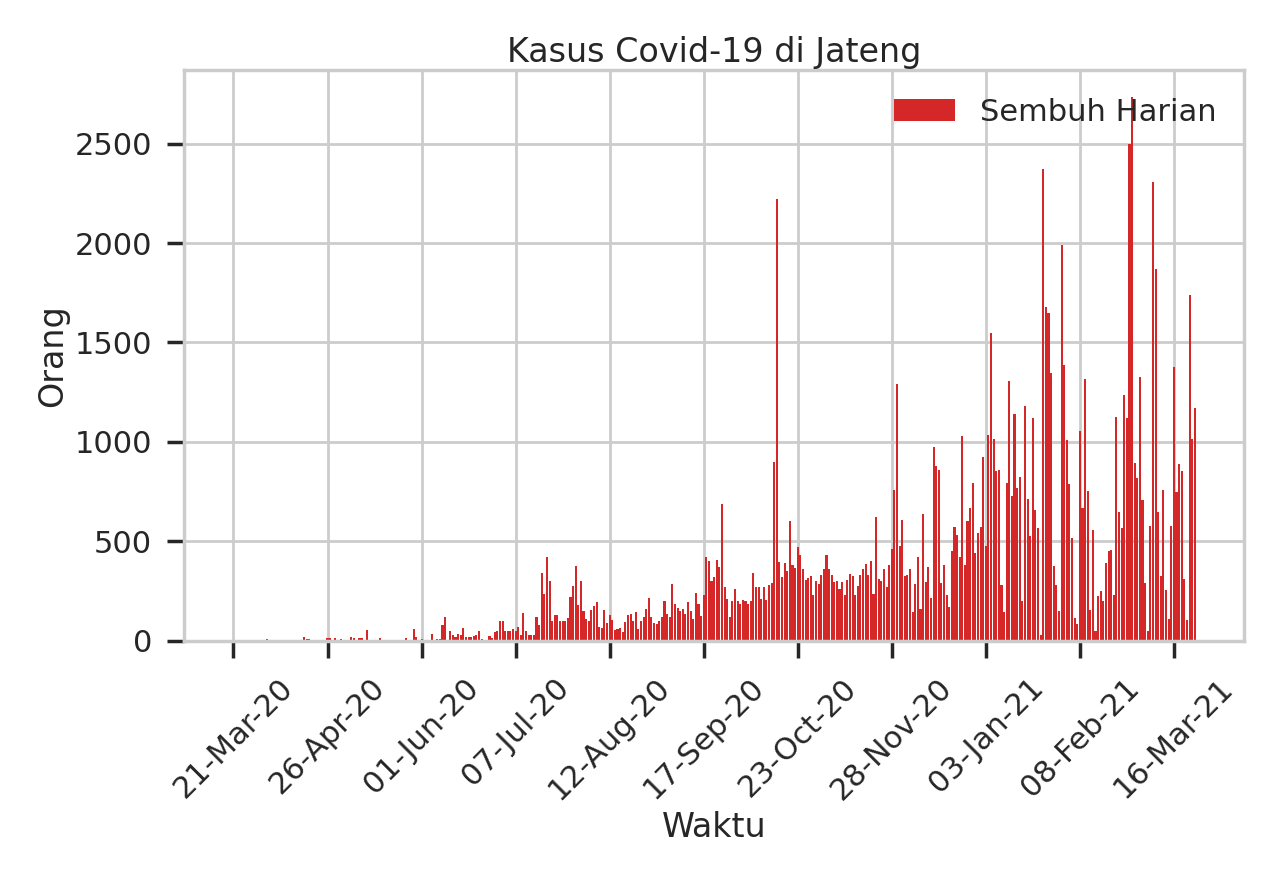 Kasus Covid-19 di Jateng
Sembuh Harian
Orang
2500
2000
1500
1000
500
0
21-Mar-20
26-Apr-20
01-Jun-20
07-Jul-20
12-Aug-20
17-Sep-20
23-Oct-20
28-Nov-20
03-Jan-21
08-Feb-21
16-Mar-21
Waktu